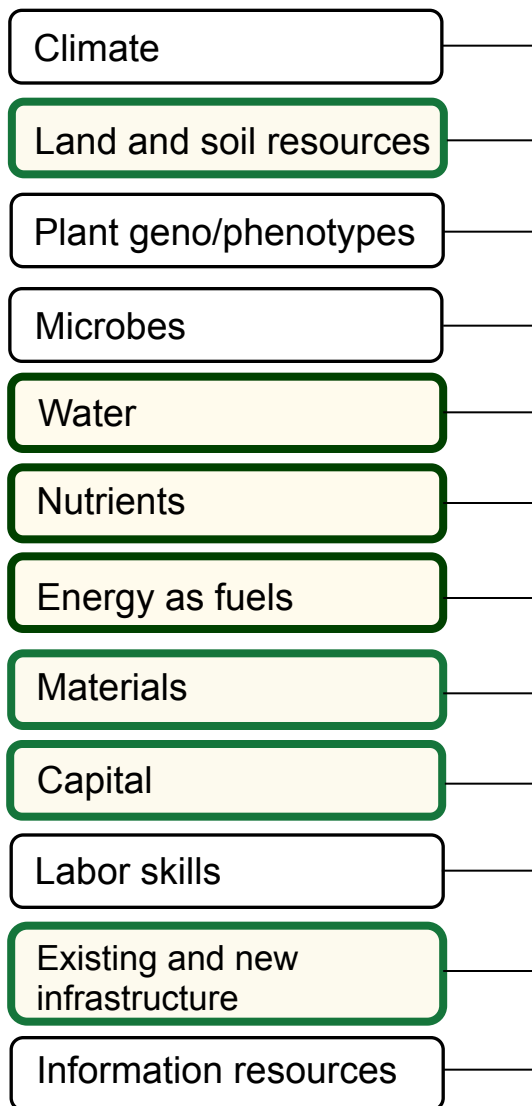 Climate
Land and soil resources
Plant geno/phenotypes
Microbes
Water
Nutrients
Energy as fuels
Materials
Capital
Labor skills
Existing and new
infrastructure
Information resources